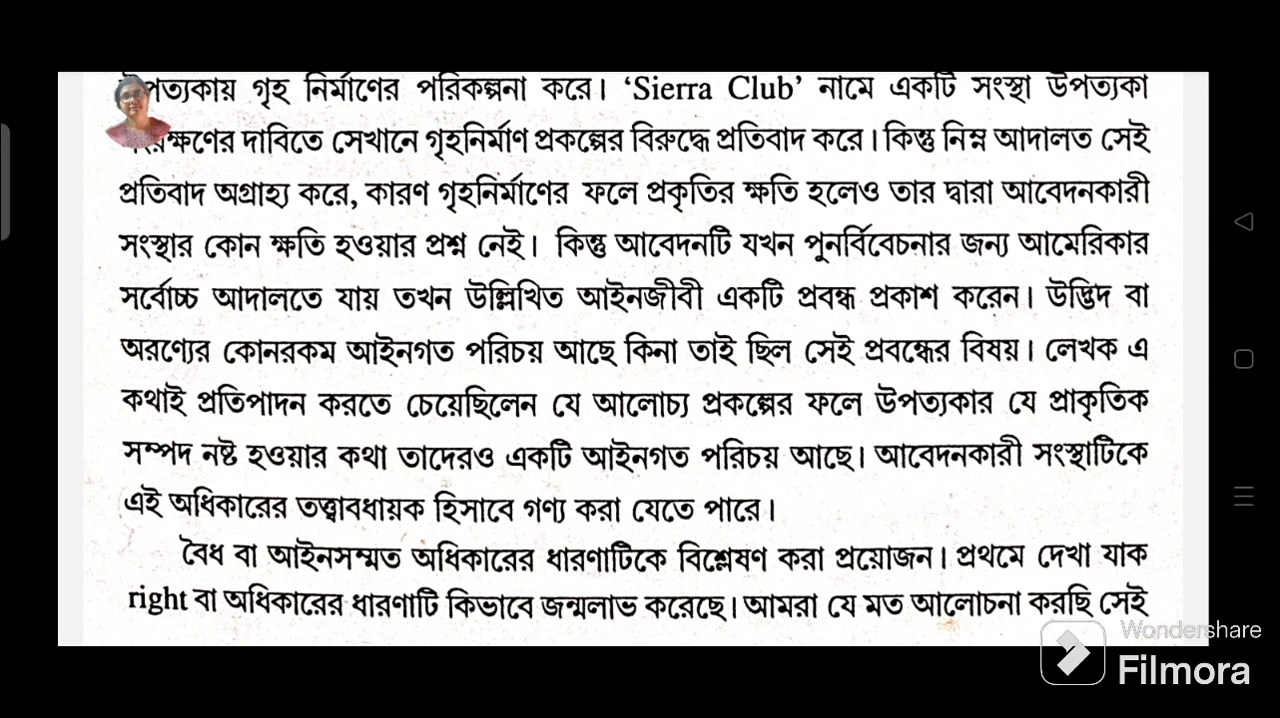 উপত্যকায় গৃহ নির্মাণের পরিকল্পনা করে। ‘Sierra Club’ নামে একটি সংস্থা উপত্যকা
দাবিতে সেখানে গৃহনির্মাণ প্রকল্পের বিরুদ্ধে প্রতিবাদ করে। কিন্তু নিম্ন আদালত সেই
প্রতিবাদ অগ্রাহ্য করে, কারণ গৃহনির্মাণের ফলে প্রকৃতির ক্ষতি হলেও তার দ্বারা আবেদনকারী
সংস্থার কোন ক্ষতি হওয়ার প্রশ্ন নেই। কিন্তু আবেদনটি যখন পুনর্বিবেচনার জন্য আমেরিকার
সর্বোচ্চ আদালতে যায় তখন উল্লিখিত আইনজীবী একটি প্রবন্ধ প্রকাশ করেন। উদ্ভিদ বা
অরণ্যের কোনরকম আইনগত পরিচয় আছে কিনা তাই ছিল সেই প্রবন্ধের বিষয়। লেখক এ
কথাই প্রতিপাদন করতে চেয়েছিলেন যে আলোচ্য প্রকল্পের ফলে উপত্যকার যে প্রাকৃতিক
সম্পদ নষ্ট হওয়ার কথা তাদেরও একটি আইনগত পরিচয় আছে। আবেদনকারী সংস্থাটিকে
এই অধিকারের তত্ত্বাবধায়ক হিসাবে গণ্য করা যেতে পারে।
বৈধ বা আইনসম্মত অধিকারের ধারণাটিকে বিশ্লেষণ করা প্রয়োজন। প্রথমে দেখা যাক
right বা অধিকারের ধারণাটি কিভাবে জন্মলাভ করেছে। আমরা যে মত আলোচনা করছি সেই
Wondershare
Filmora